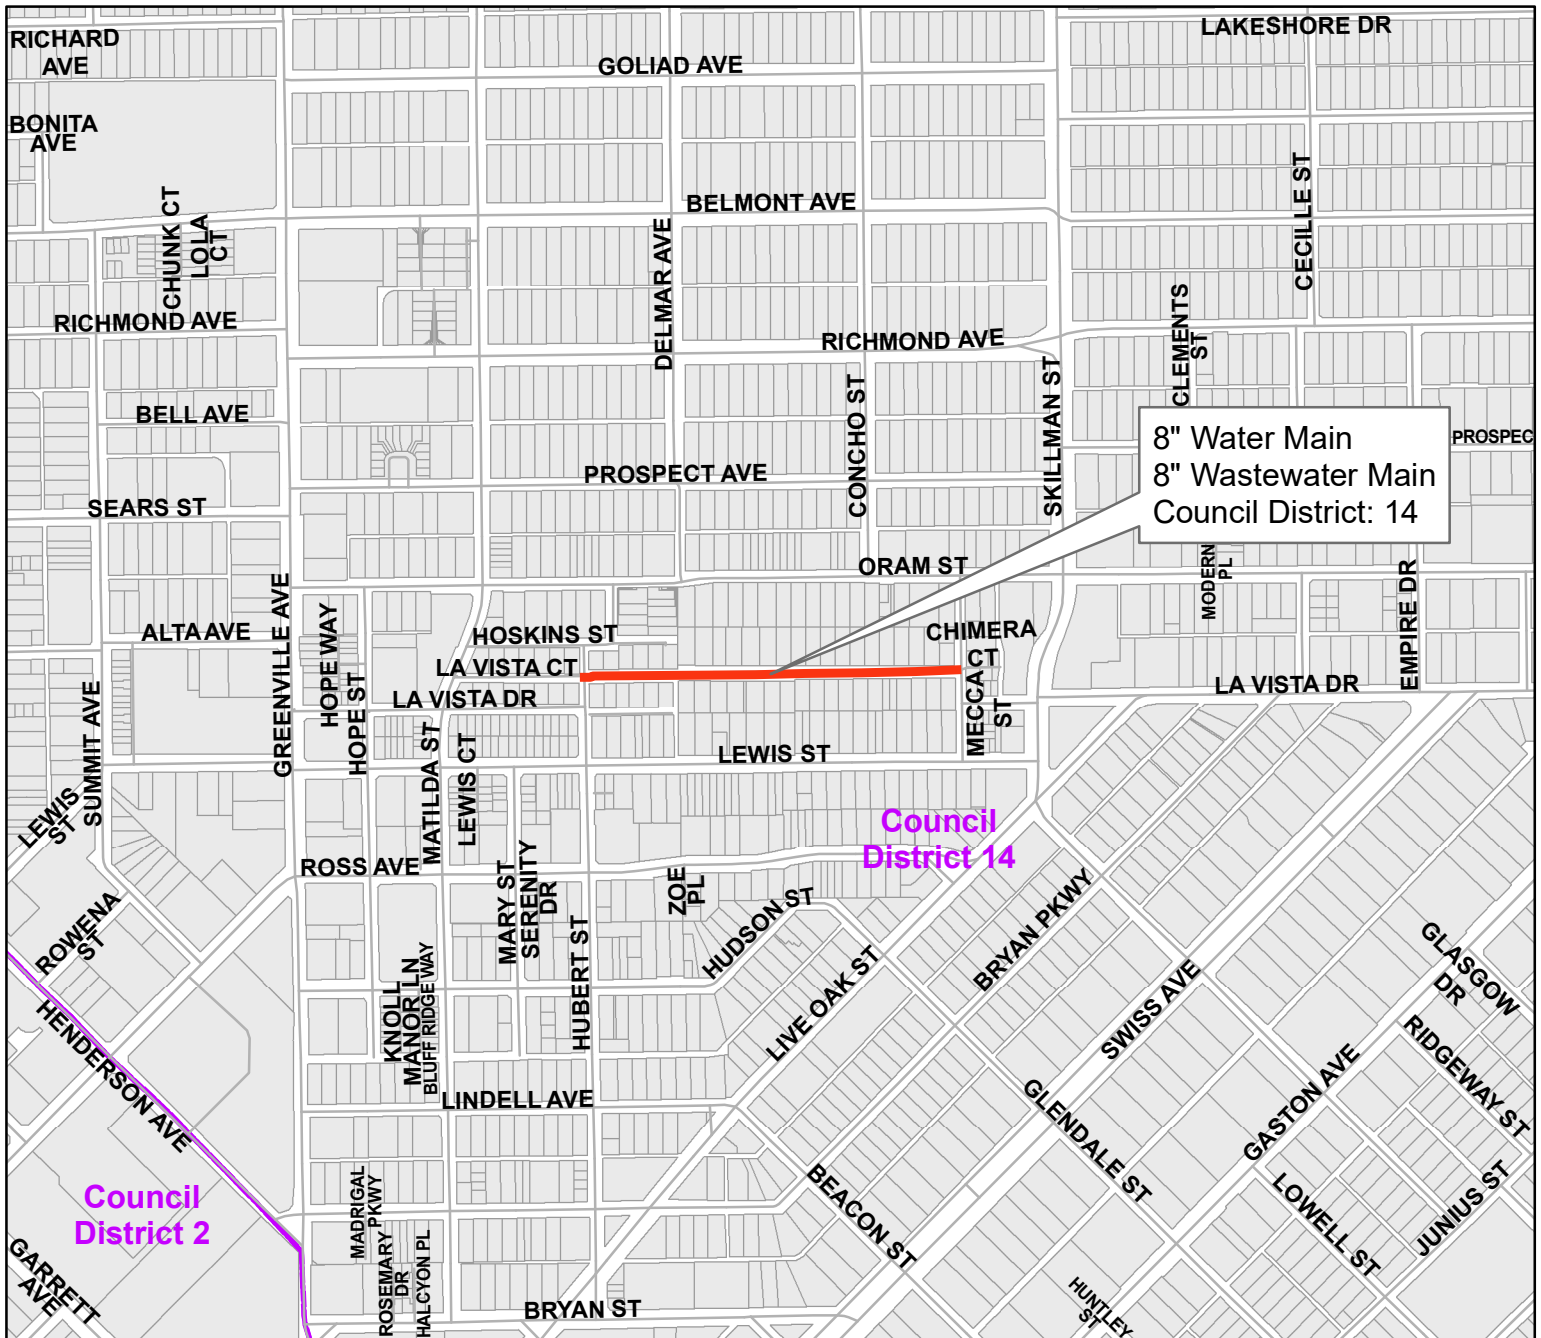 LAKESHORE DR
RICHARD
AVE
GOLIAD AVE
BONITA
AVE
CHUNK CT
LOLA
CT
BELMONT AVE
CECILLE ST
DELMAR AVE
RICHMOND AVE
RICHMOND AVE
CLEMENTS
ST
BELL AVE
CONCHO ST
SKILLMAN ST
8" Water Main
8" Wastewater Main
Council District: 14
PROSPEC
PROSPECT AVE
SEARS ST
ORAM ST
MODERN
PL
EMPIRE DR
GREENVILLE AVE
HOPE WAY
HOPE ST
ALTA AVE
HOSKINS ST
CHIMERA
CT
LA VISTA CT
LA VISTA DR
LA VISTA DR
MECCA
ST
SUMMIT AVE
MATILDA ST
LEWIS CT
LEWIS ST
LEWIS
ST
Council
District 14
ROSS AVE
MARY ST
SERENITY
DR
ZOE
PL
HUDSON ST
BRYAN PKWY
ROWENA
ST
HUBERT ST
LIVE OAK ST
GLASGOW
DR
KNOLL
MANOR LN
BLUFF RIDGE WAY
SWISS AVE
HENDERSON AVE
RIDGEWAY ST
GASTON AVE
LINDELL AVE
GLENDALE ST
Council
District 2
MADRIGAL
PKWY
BEACON ST
LOWELL ST
JUNIUS ST
GARRETT
AVE
ROSEMARY
DR
HALCYON PL
BRYAN ST
HUNTLEY
ST